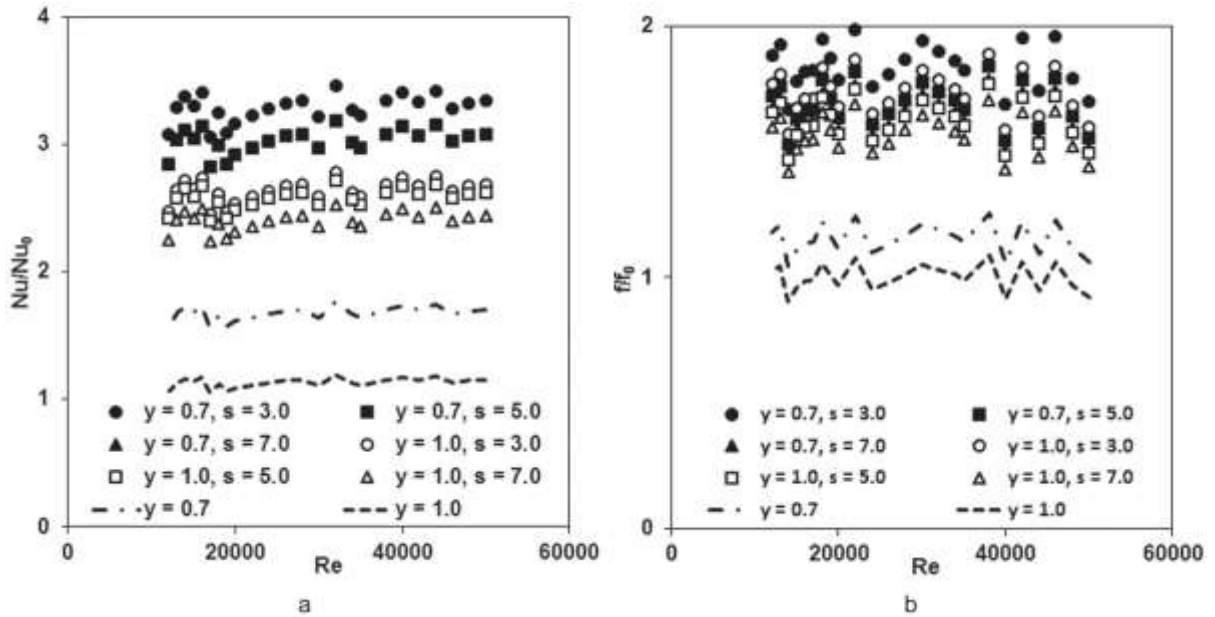 4
3
2
1
0
Nu/Nu0
0 20000 40000 60000
Re
y = 0.7, s = 3.0 y = 0.7, s = 5.0
y = 0.7, s = 7.0 y = 1.0, s = 3.0
y = 1.0, s = 5.0 y = 1.0, s = 7.0
y = 0.7 y = 1.0
a
2
1
0
f/f0
0 20000 40000 60000
Re
y = 0.7, s = 3.0 y = 0.7, s = 5.0
y = 0.7, s = 7.0 y = 1.0, s = 3.0
y = 1.0, s = 5.0 y = 1.0, s = 7.0
y = 0.7 y = 1.0
b